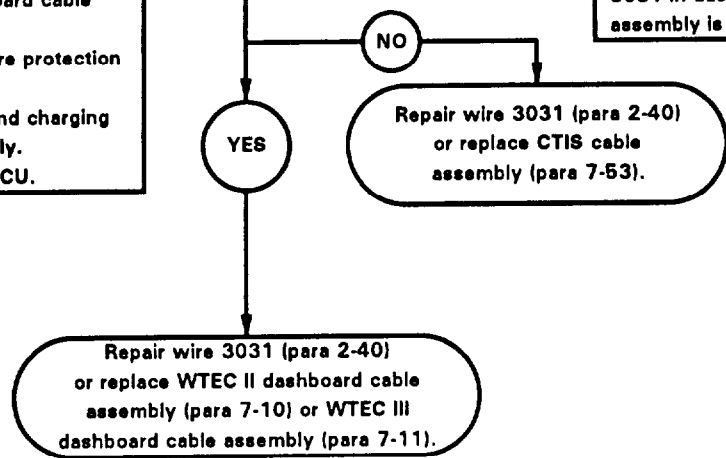 ard cable
re protection
nd charging
ly.
CU.
assembly is
NO
YES
Repair wire 3031 (para 2-40)
or replace CTIS cable
assembly (para 7-53).
Repair wire 3031 (para 2-40)
or replace WTEC II dashboard cable
assembly (para 7-10) or WTEC III
dashboard cable assembly (para 7-11).